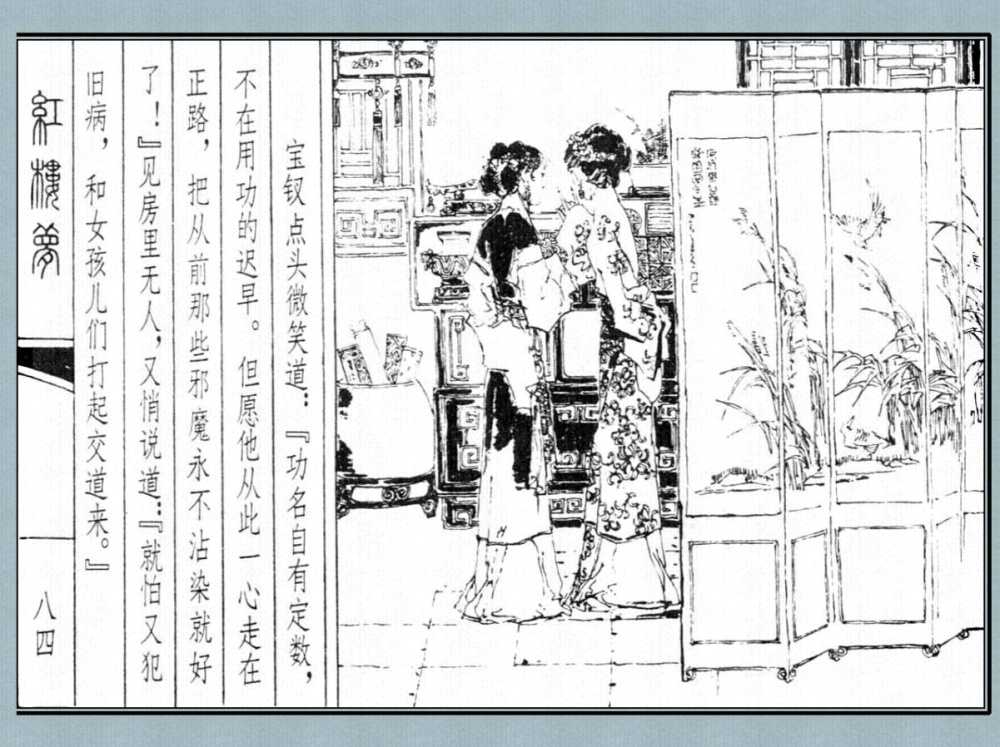 宝钗点头微笑道：『功名自有定数，
不在用功的迟早。但愿他从此一心走在
正路，把从前那些邪魔永不沾染就好
了！』见房里无人，又悄说道：『就怕又犯
旧病，和女孩儿们打起交道来。』
紅樓夢
八四